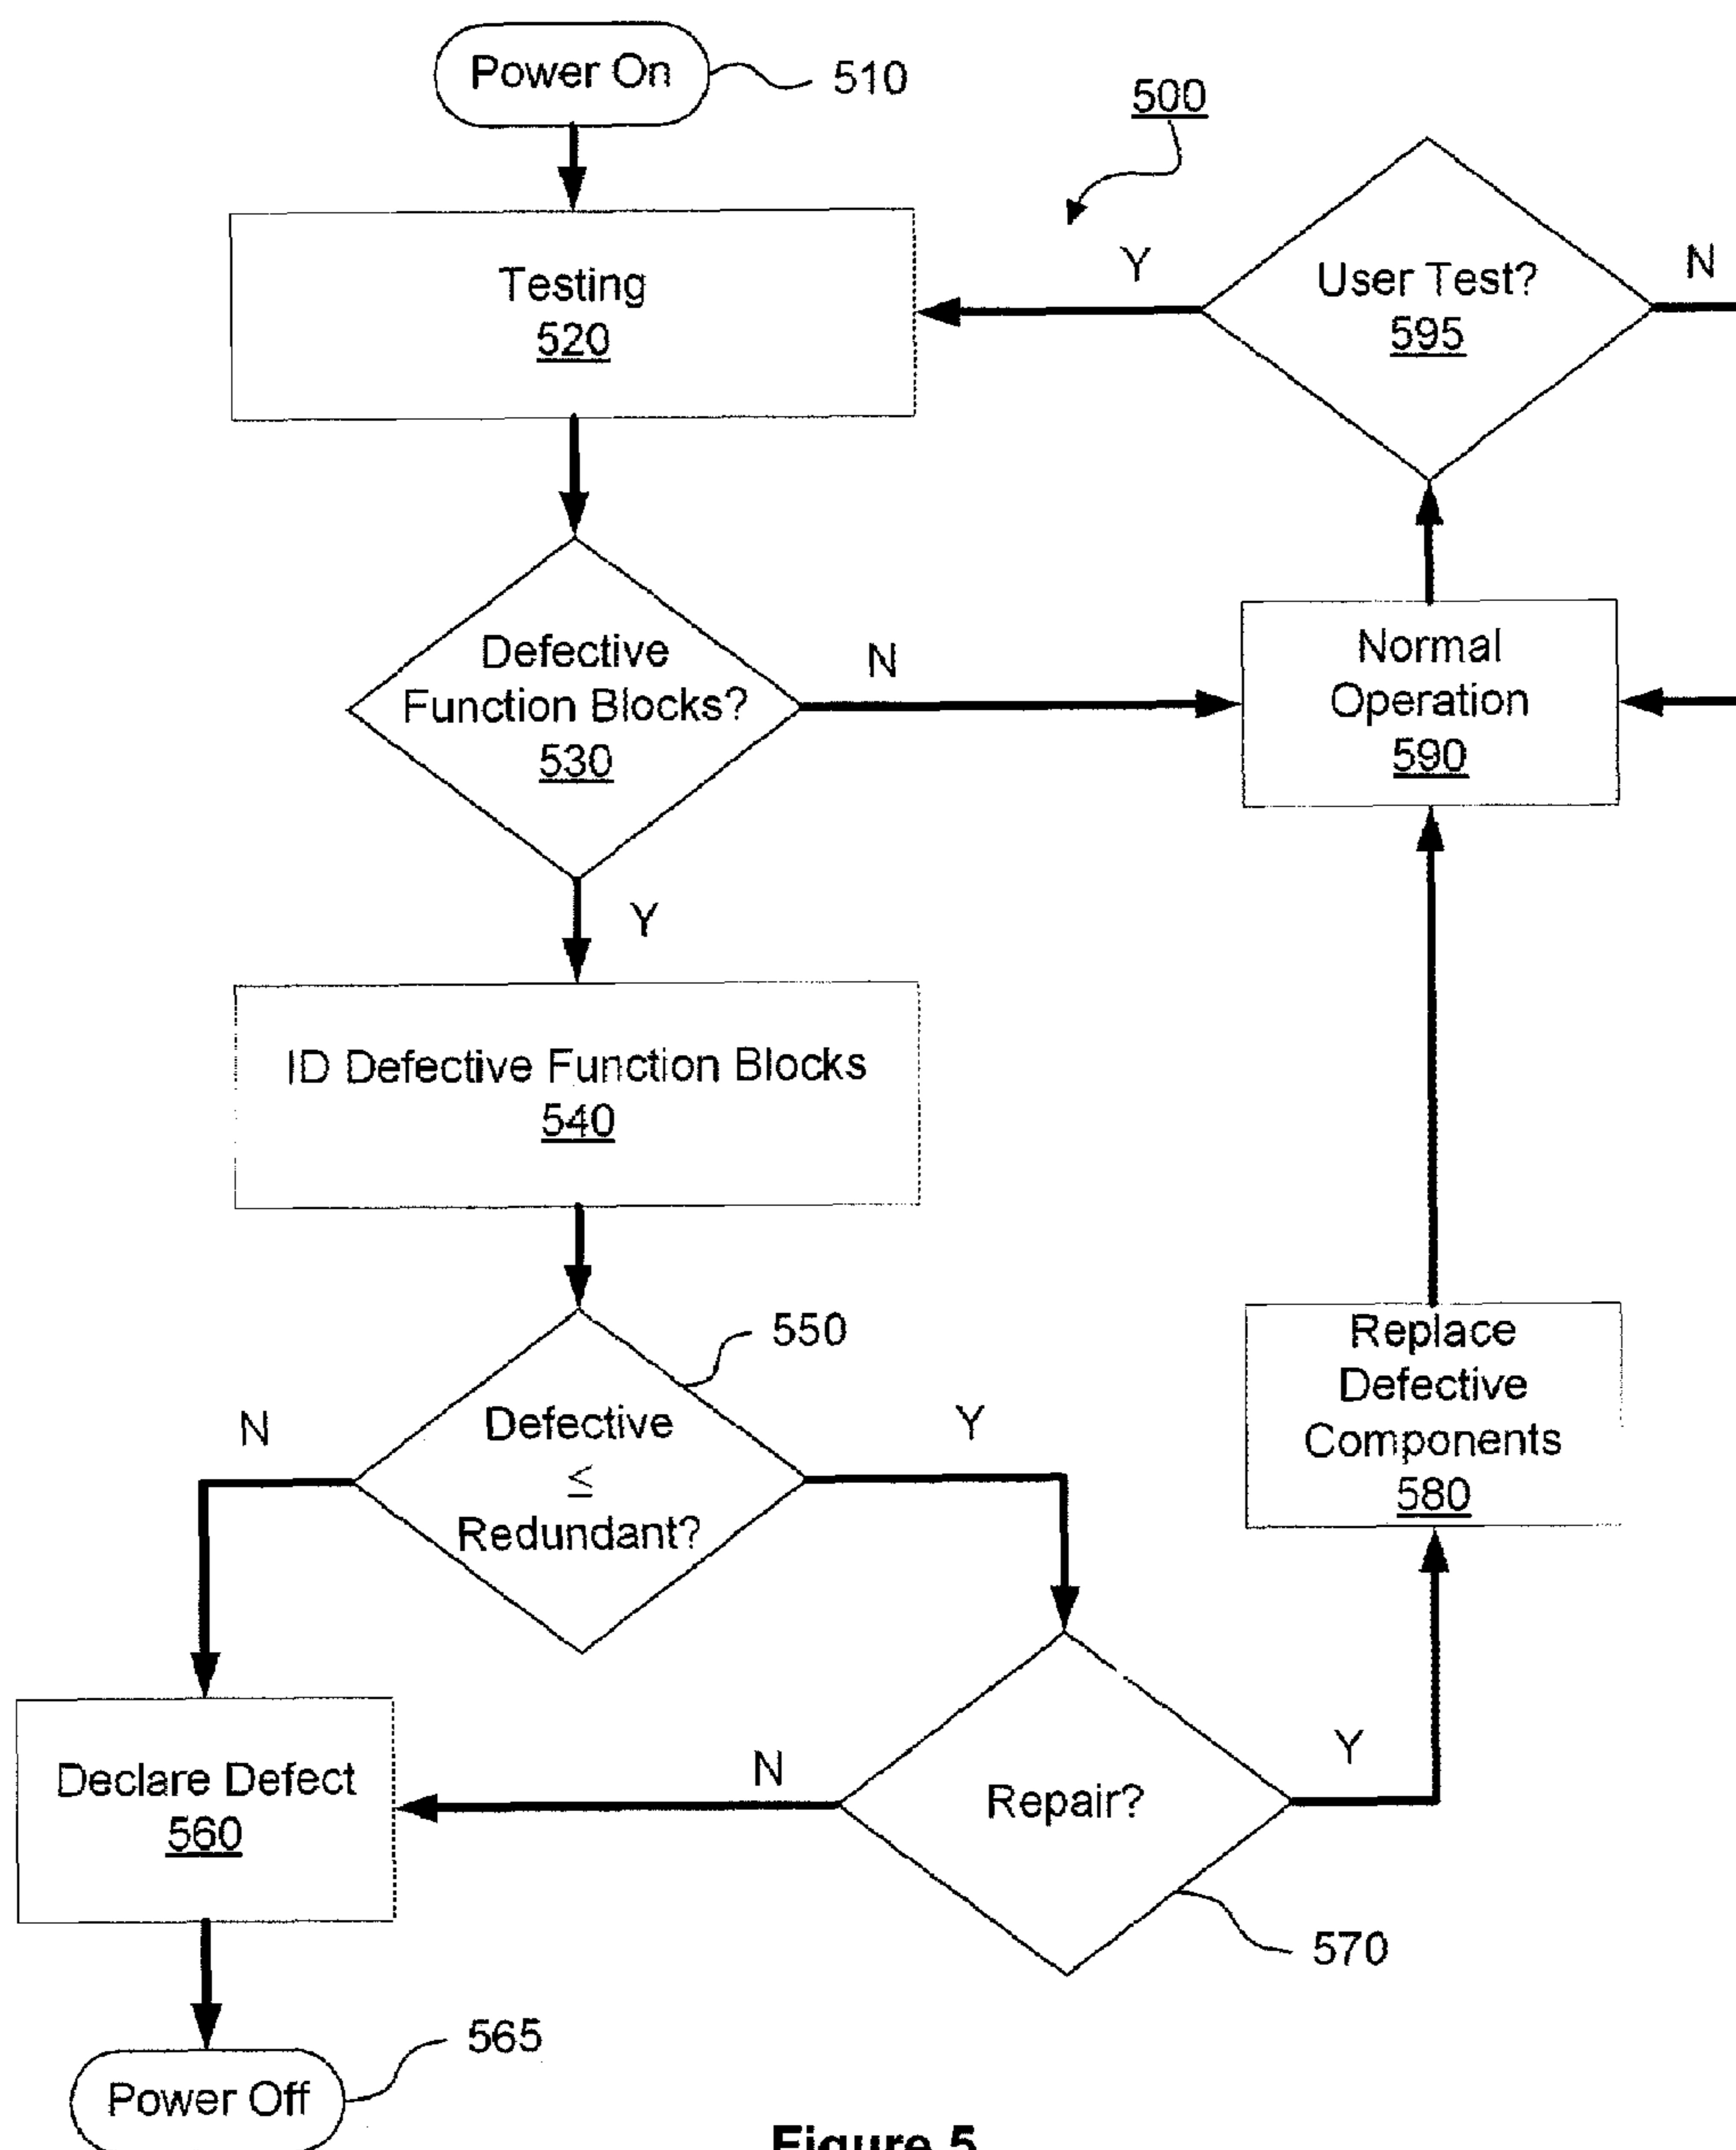 Power On
510
500
Testing
520
Y
User Test?
595
N
Defective
Function Blocks?
530
N
Normal
Operation
590
Y
ID Defective Function Blocks
540
550
N
Defective
≤
Redundant?
Y
Replace
Defective
Components
580
Declare Defect
560
N
Repair?
Y
570
565
Power Off
Figure 5